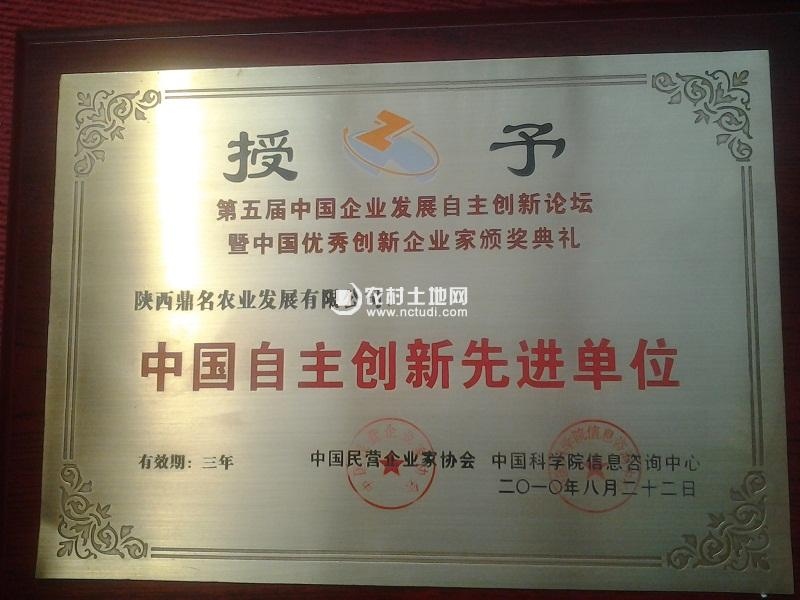 授 予
第五届中国企业发展自主创新论坛
暨中国优秀创新企业家颁奖典礼
陕西鼎名农业发展有限
农村土地网
www.nctudi.com
中国自主创新先进单位
有效期：三年
中国民营企业家协会
中国科学院信息咨询中心
二〇一〇年八月二十二日